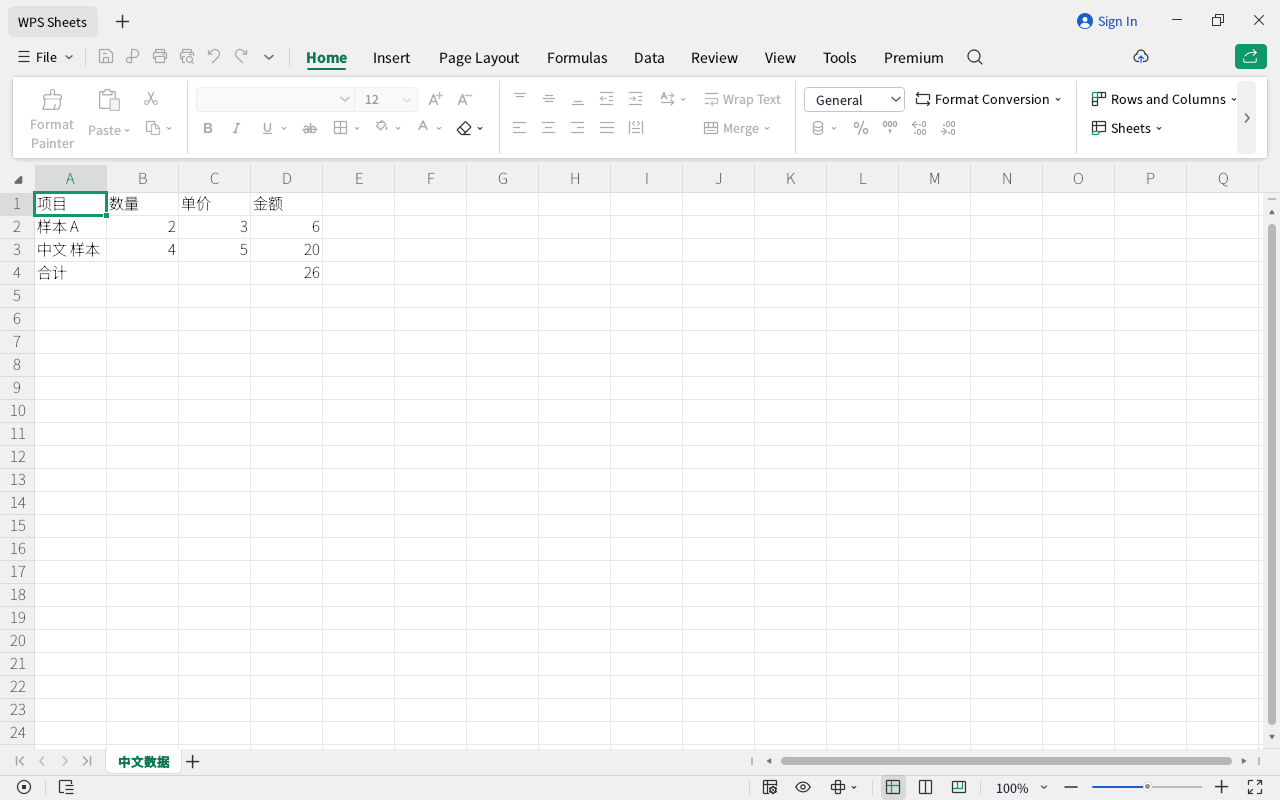 WPS Sheets
Sign In
File
Home Insert Page Layout Formulas Data Review View Tools Premium
Format Painter
Paste
12
B I U ab
A+ A-
Wrap Text
Merge
General
Format Conversion
% 000
Rows and Columns
Sheets
A B C D E F G H I J K L M N O P Q
1 项目 数量 单价 金额
2 样本 A 2 3 6
3 中文 样本 4 5 20
4 合计 26
5
6
7
8
9
10
11
12
13
14
15
16
17
18
19
20
21
22
23
24
中文数据
100%